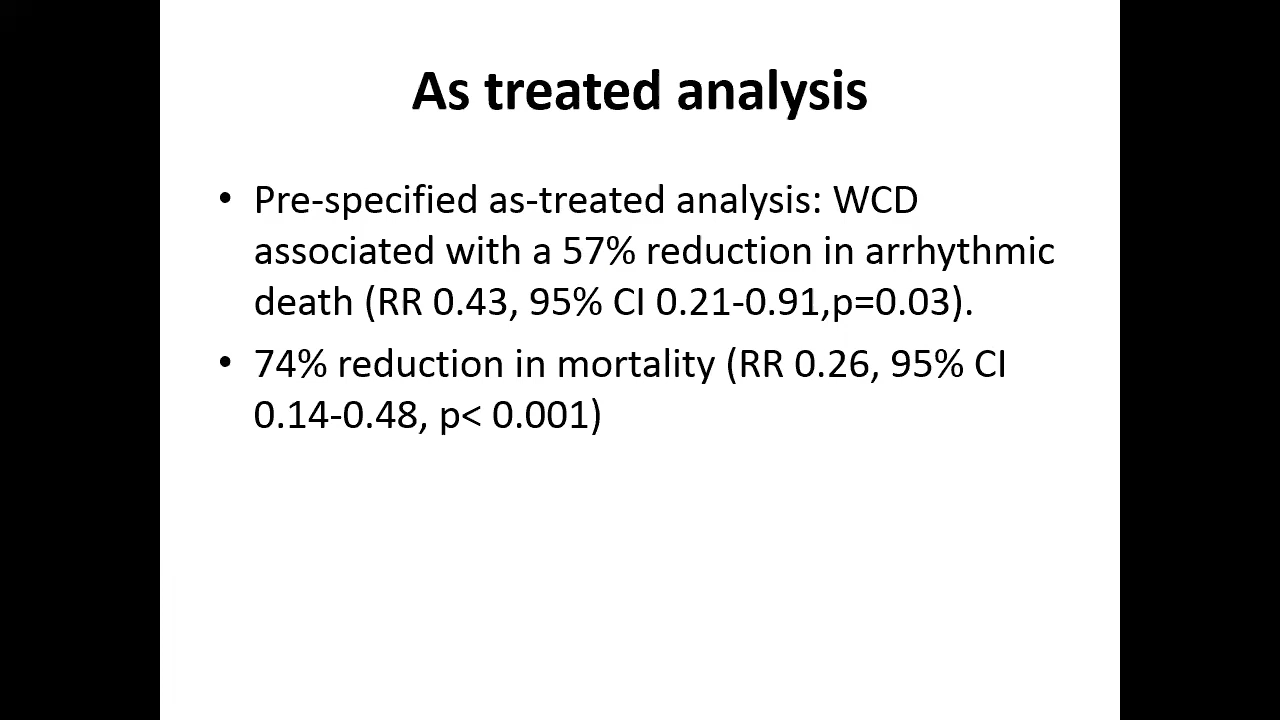 As treated analysis
• Pre-specified as-treated analysis: WCD
associated with a 57% reduction in arrhythmic
death (RR 0.43, 95% CI 0.21-0.91,p=0.03).
• 74% reduction in mortality (RR 0.26, 95% CI
0.14-0.48, p< 0.001)